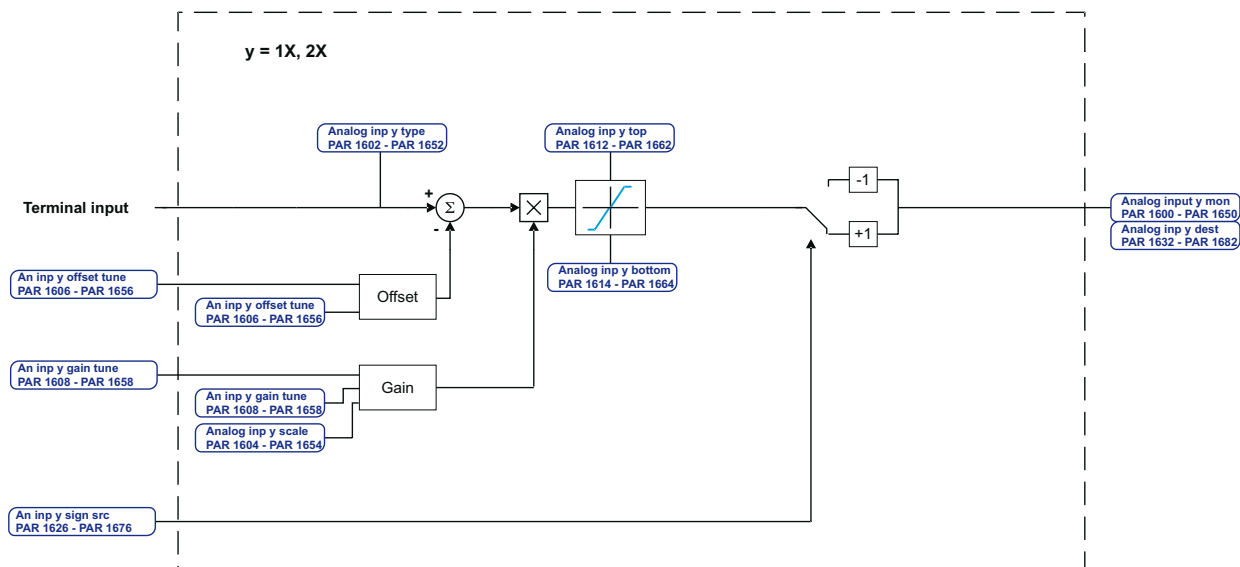 y = 1X, 2X
Analog inp y type
PAR 1602 - PAR 1652
Analog inp y top
PAR 1612 - PAR 1662
Terminal input
+
Σ
-
-1
+1
Analog input y mon
PAR 1600 - PAR 1650
Analog inp y dest
PAR 1632 - PAR 1682
Analog inp y bottom
PAR 1614 - PAR 1664
An inp y offset tune
PAR 1606 - PAR 1656
Offset
An inp y offset tune
PAR 1606 - PAR 1656
An inp y gain tune
PAR 1608 - PAR 1658
Gain
An inp y gain tune
PAR 1608 - PAR 1658
Analog inp y scale
PAR 1604 - PAR 1654
An inp y sign src
PAR 1626 - PAR 1676